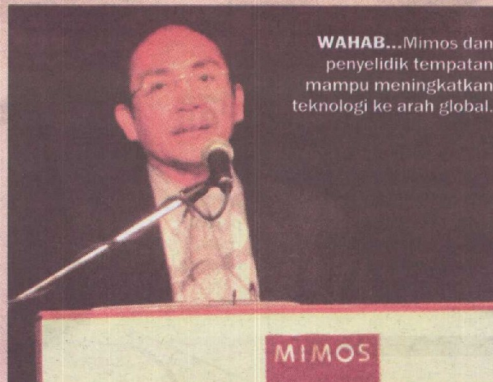 WAHAB...Mimos dan
penyelidik tempatan
mampu meningkatkan
teknologi ke arah global.
MIMOS